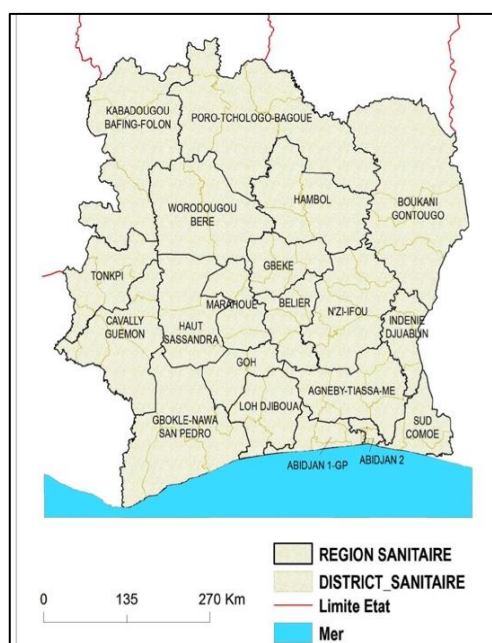 KABADOUGOU
BAFING-FOLON
PORO-TCHOLOGO-BAGOUE
BOUKANI
GONTOUGO
HAMBOL
WORODOUGOU
BERE
GBEKE
TONKPI
MARAHOUE
BELIER
N'ZI-IFOU
CAVALLY
GUEMON
HAUT
SASSANDRA
INDENIE
DJUABLIN
GOH
AGNEBY-TIASSA-ME
LOH DJIBOUA
GBOKLE-NAWA
SAN PEDRO
SUD
COMOE
ABIDJAN 1-GP
ABIDJAN 2
REGION SANITAIRE
DISTRICT_SANITAIRE
Limite Etat
Mer
0 135 270 Km